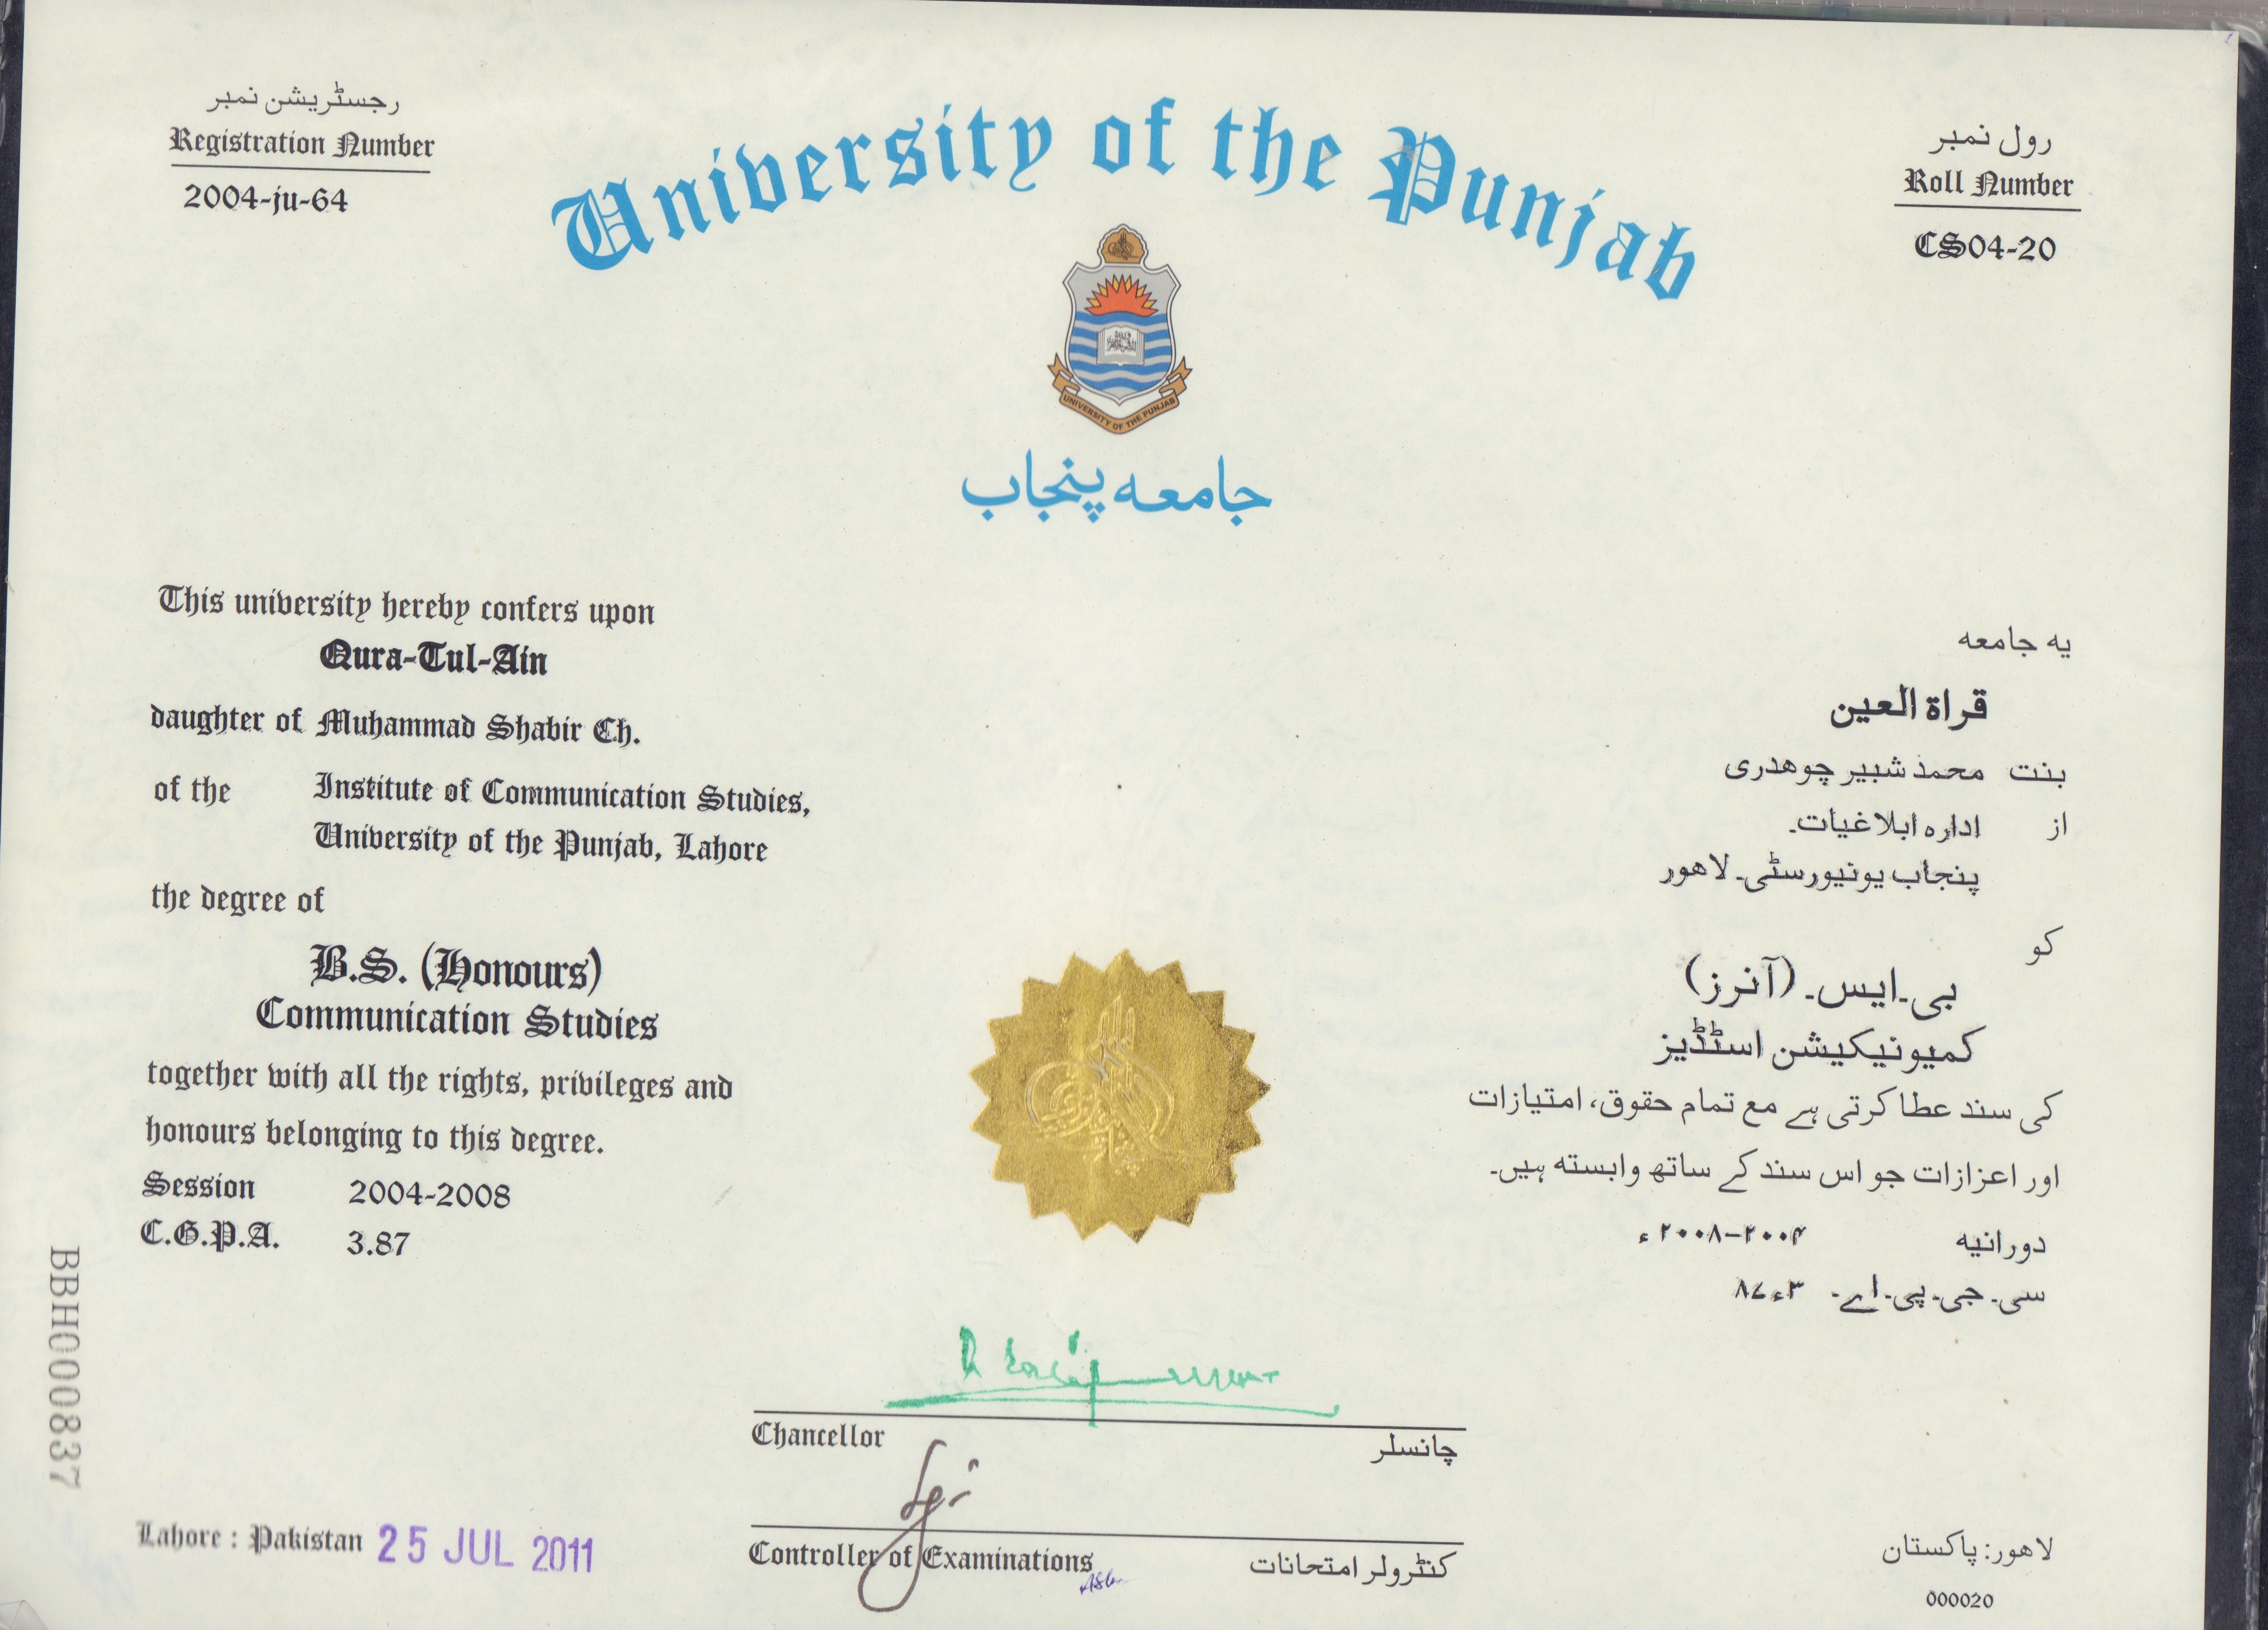 رجسٹریشن نمبر
Registration Number
2004-ju-64
University of the Punjab
رول نمبر
Roll Number
CS04-20
UNIVERSITY OF THE PUNJAB
جامعہ پنجاب
This university hereby confers upon
Qura-Tul-Ain
daughter of Muhammad Shabir Ch.
of the Institute of Communication Studies,
University of the Punjab, Lahore
the degree of
B.S. (Honours)
Communication Studies
together with all the rights, privileges and
honours belonging to this degree.
Session 2004-2008
C.G.P.A. 3.87
یہ جامعہ
قراۃ العین
بنت محمد شبیر چوھدری
از ادارہ ابلاغیات۔
پنجاب یونیورسٹی۔ لاھور
کو
بی۔ایس۔ (آنرز)
کمیونیکیشن اسٹڈیز
کی سند عطا کرتی ہے مع تمام حقوق، امتیازات
اور اعزازات جو اس سند کے ساتھ وابستہ ہیں۔
دورانیہ ۲۰۰۴–۲۰۰۸ء
سی۔ جی۔ پی۔ اے۔ ۳ء۸۷
BBH000837
Chancellor چانسلر
Controller of Examinations کنٹرولر امتحانات
Lahore : Pakistan 25 JUL 2011
لاھور: پاکستان
000020